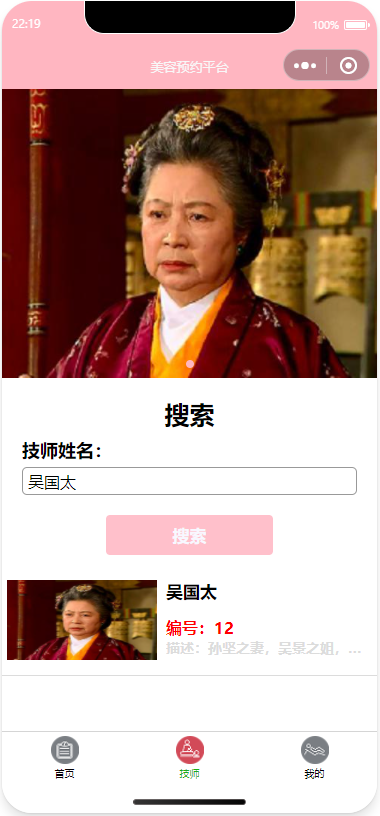 22:19
100%
美容预约平台
搜索
技师姓名：
吴国太
搜索
吴国太
编号：12
描述：孙坚之妻，吴景之姐，...
首页
技师
我的